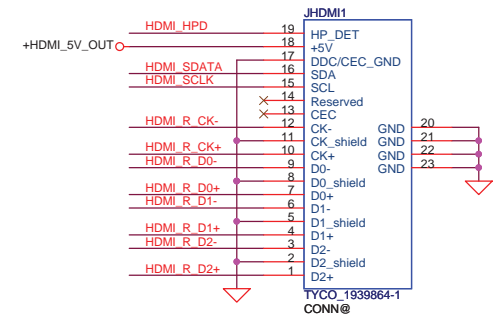 JHDMI1
HDMI_HPD 19 HP_DET
+HDMI_5V_OUT 18 +5V
17 DDC/CEC_GND
HDMI_SDATA 16 SDA
HDMI_SCLK 15 SCL
14 Reserved
13 CEC
HDMI_R_CK- 12 CK- GND 20
11 CK_shield GND 21
HDMI_R_CK+ 10 CK+ GND 22
HDMI_R_D0- 9 D0- GND 23
8 D0_shield
HDMI_R_D0+ 7 D0+
HDMI_R_D1- 6 D1-
5 D1_shield
HDMI_R_D1+ 4 D1+
HDMI_R_D2- 3 D2-
2 D2_shield
HDMI_R_D2+ 1 D2+
TYCO_1939864-1
CONN@